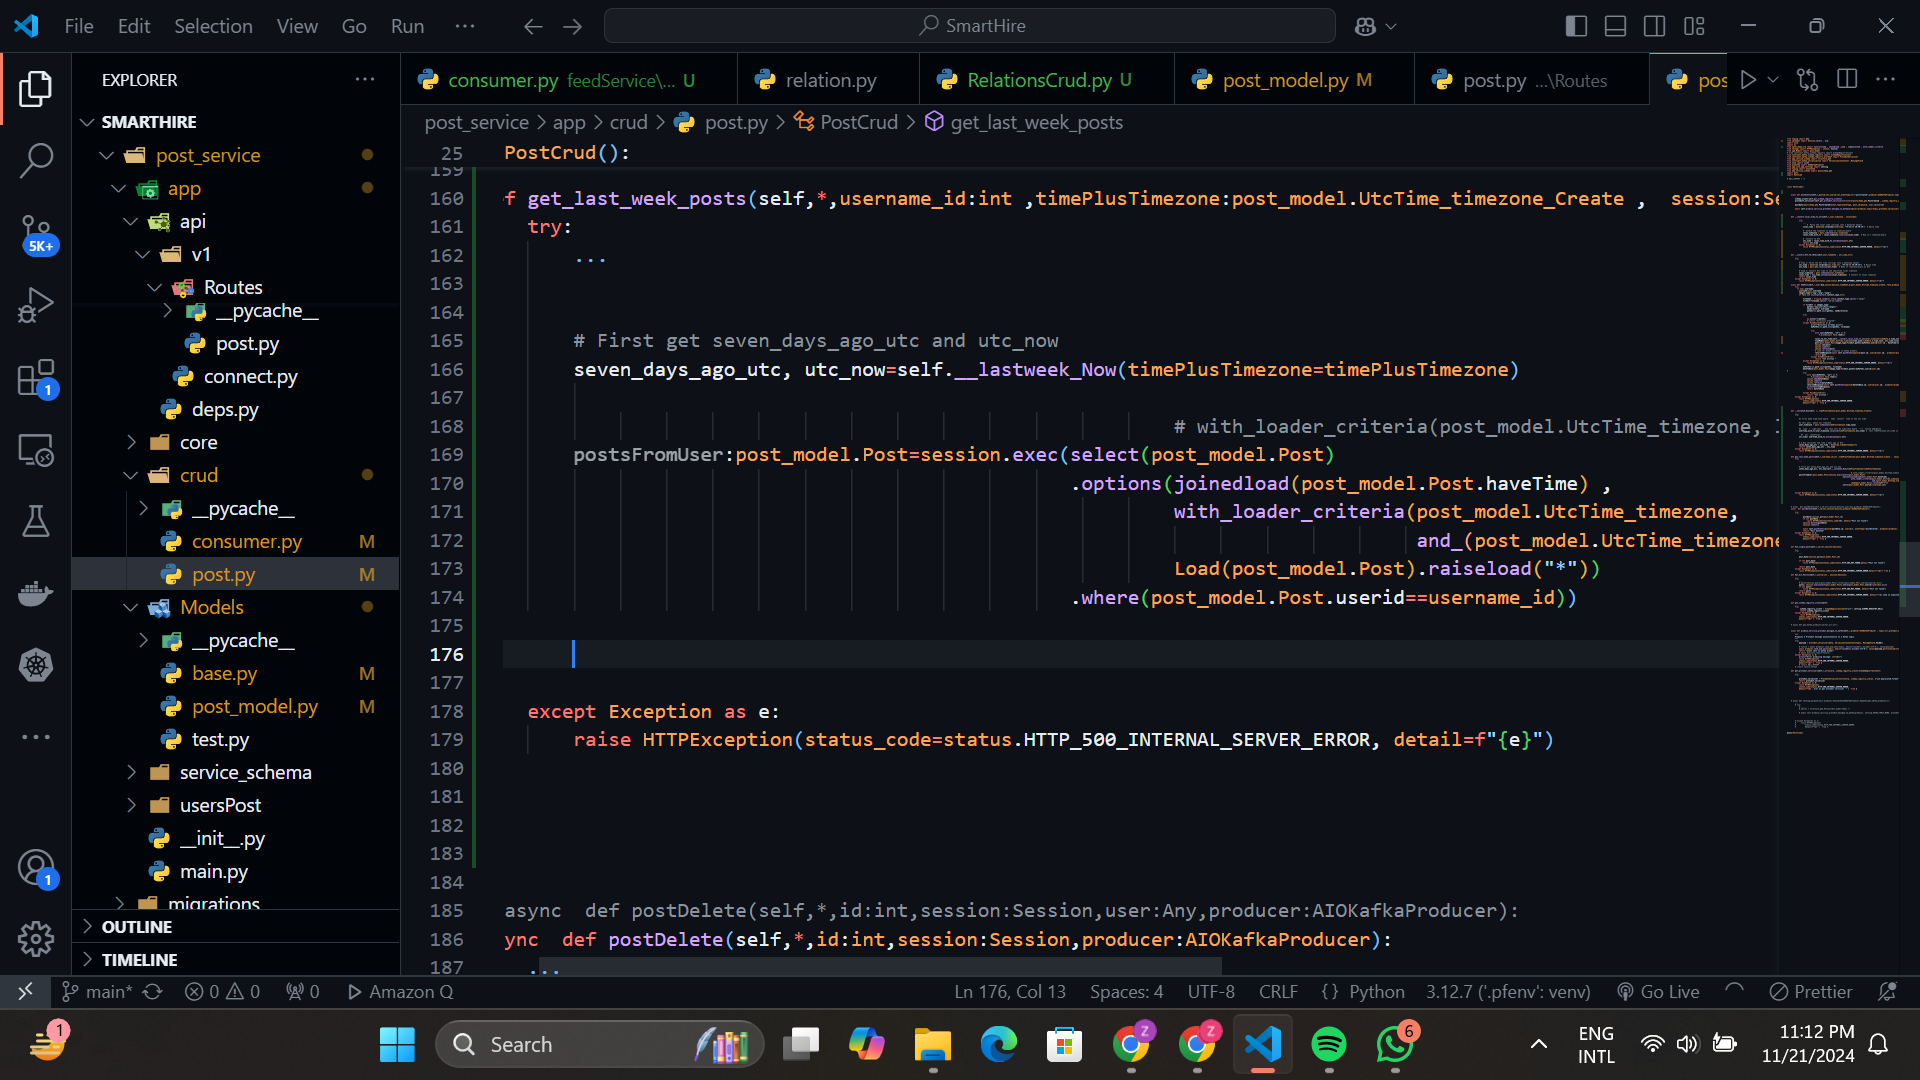 File Edit Selection View Go Run ··· SmartHire
EXPLORER ···
consumer.py feedService\... U relation.py RelationsCrud.py U post_model.py M post.py ...\Routes pos
post_service > app > crud > post.py > PostCrud > get_last_week_posts
SMARTHIRE
post_service
app
api
v1
Routes
__pycache__
post.py
connect.py
deps.py
core
crud
__pycache__
consumer.py M
post.py M
Models
__pycache__
base.py M
post_model.py M
test.py
service_schema
usersPost
__init__.py
main.py
migrations
OUTLINE
TIMELINE
5K+
1
1
25 PostCrud():
159
160 f get_last_week_posts(self,*,username_id:int ,timePlusTimezone:post_model.UtcTime_timezone_Create , session:Se
161 try:
162 ...
163
164
165 # First get seven_days_ago_utc and utc_now
166 seven_days_ago_utc, utc_now=self.__lastweek_Now(timePlusTimezone=timePlusTimezone)
167
168 # with_loader_criteria(post_model.UtcTime_timezone,
169 postsFromUser:post_model.Post=session.exec(select(post_model.Post)
170 .options(joinedload(post_model.Post.haveTime) ,
171 with_loader_criteria(post_model.UtcTime_timezone,
172 and_(post_model.UtcTime_timezone
173 Load(post_model.Post).raiseload("*"))
174 .where(post_model.Post.userid==username_id))
175
176
177
178 except Exception as e:
179 raise HTTPException(status_code=status.HTTP_500_INTERNAL_SERVER_ERROR, detail=f"{e}")
180
181
182
183
184
185 async def postDelete(self,*,id:int,session:Session,user:Any,producer:AIOKafkaProducer):
186 ync def postDelete(self,*,id:int,session:Session,producer:AIOKafkaProducer):
187 ...
main* 0 0 0 Amazon Q Ln 176, Col 13 Spaces: 4 UTF-8 CRLF {} Python 3.12.7 ('.pfenv': venv) Go Live Prettier
1 Search Z Z 6 ENG INTL 11:12 PM
11/21/2024